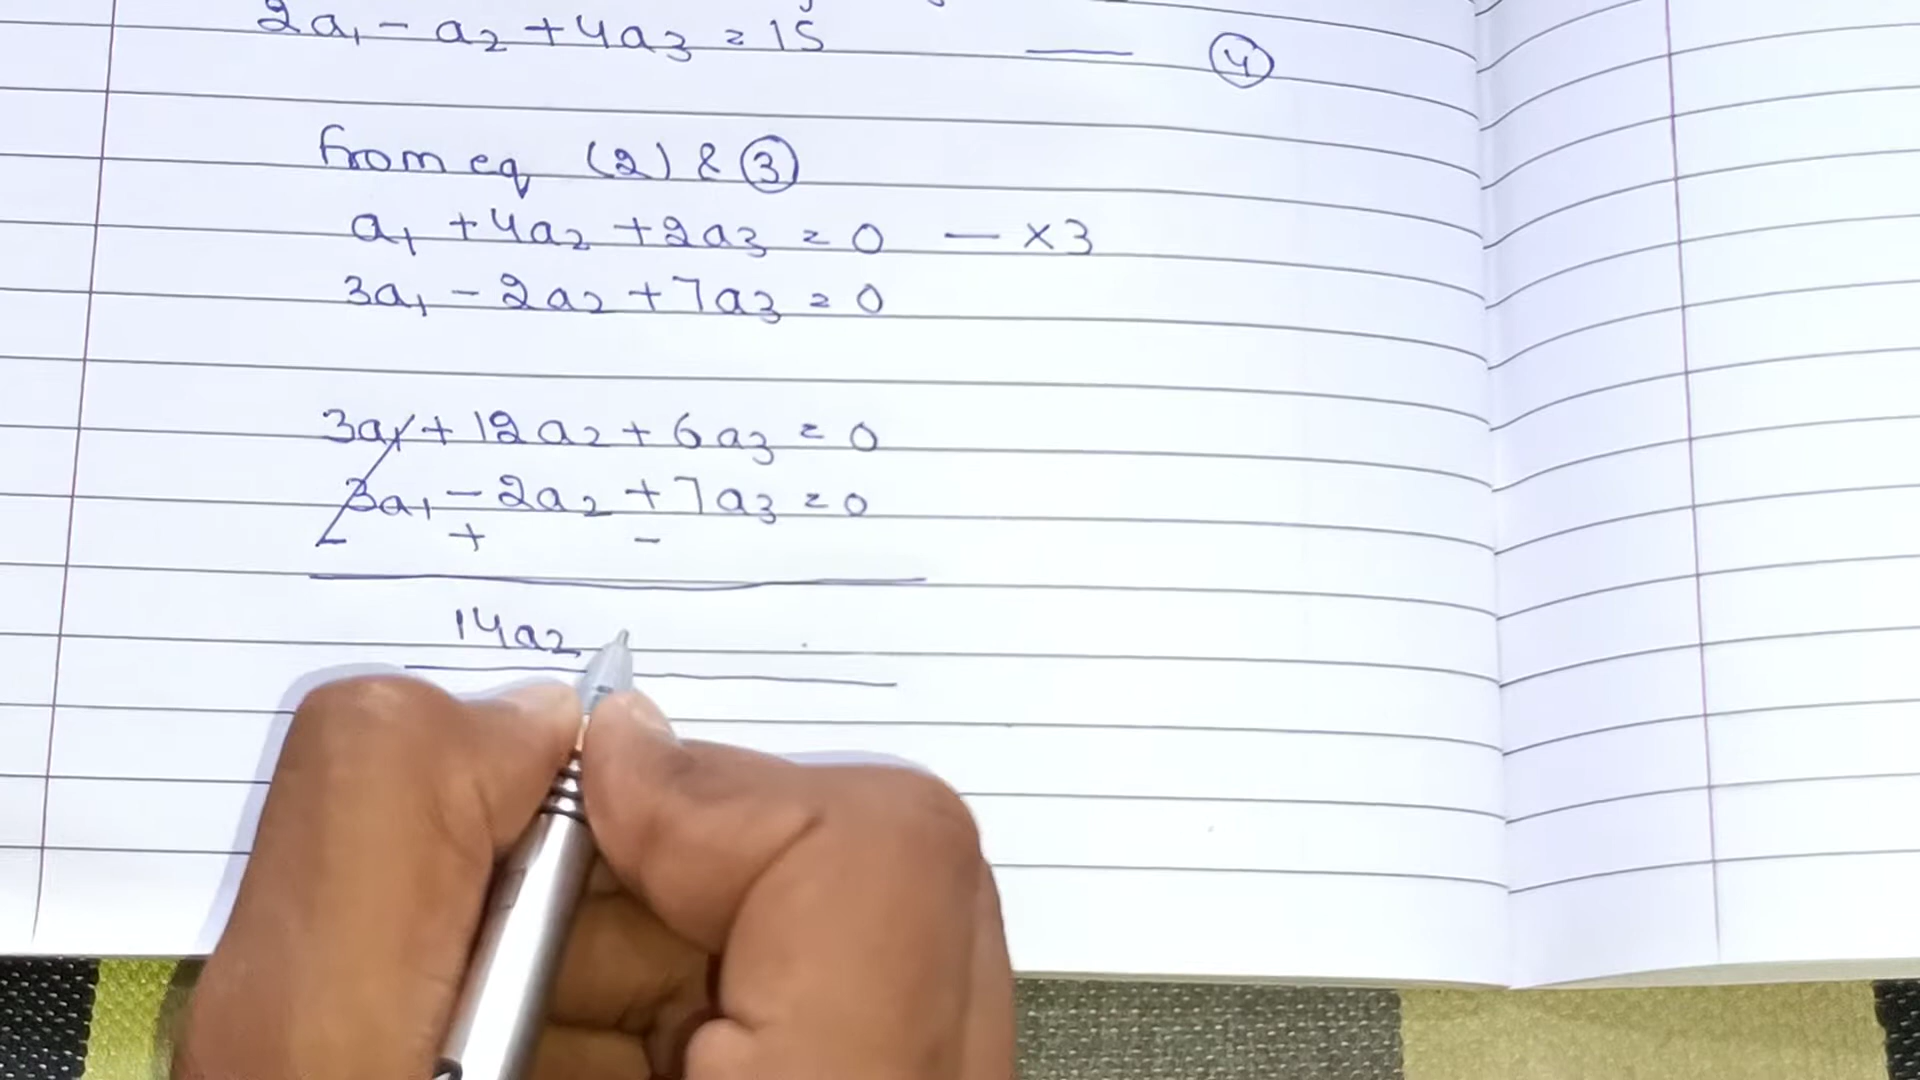 2a₁ - a₂ + 4a₃ = 15 —— ④
from eq (2) & ③
a₁ + 4a₂ + 2a₃ = 0 — ×3
3a₁ - 2a₂ + 7a₃ = 0
3a₁ + 12a₂ + 6a₃ = 0
3a₁ - 2a₂ + 7a₃ = 0
- + -
14a₂